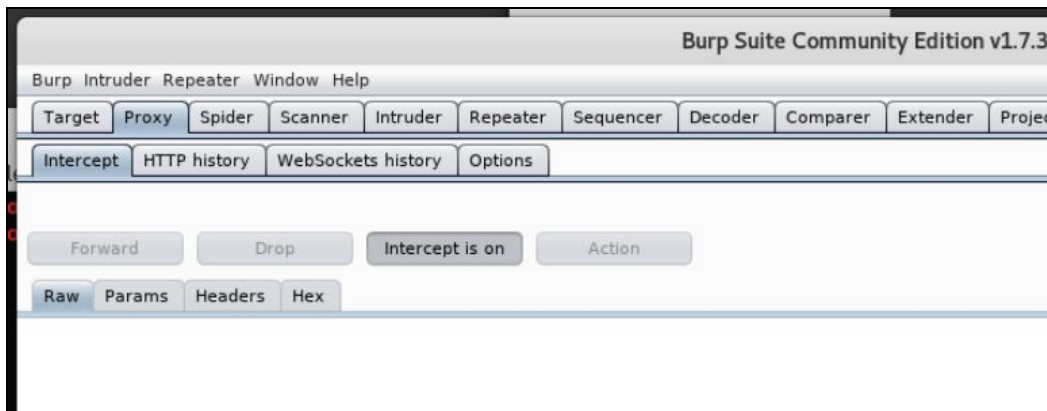 Burp Suite Community Edition v1.7.3
Burp Intruder Repeater Window Help
Target Proxy Spider Scanner Intruder Repeater Sequencer Decoder Comparer Extender Projec
Intercept HTTP history WebSockets history Options
Forward Drop Intercept is on Action
Raw Params Headers Hex